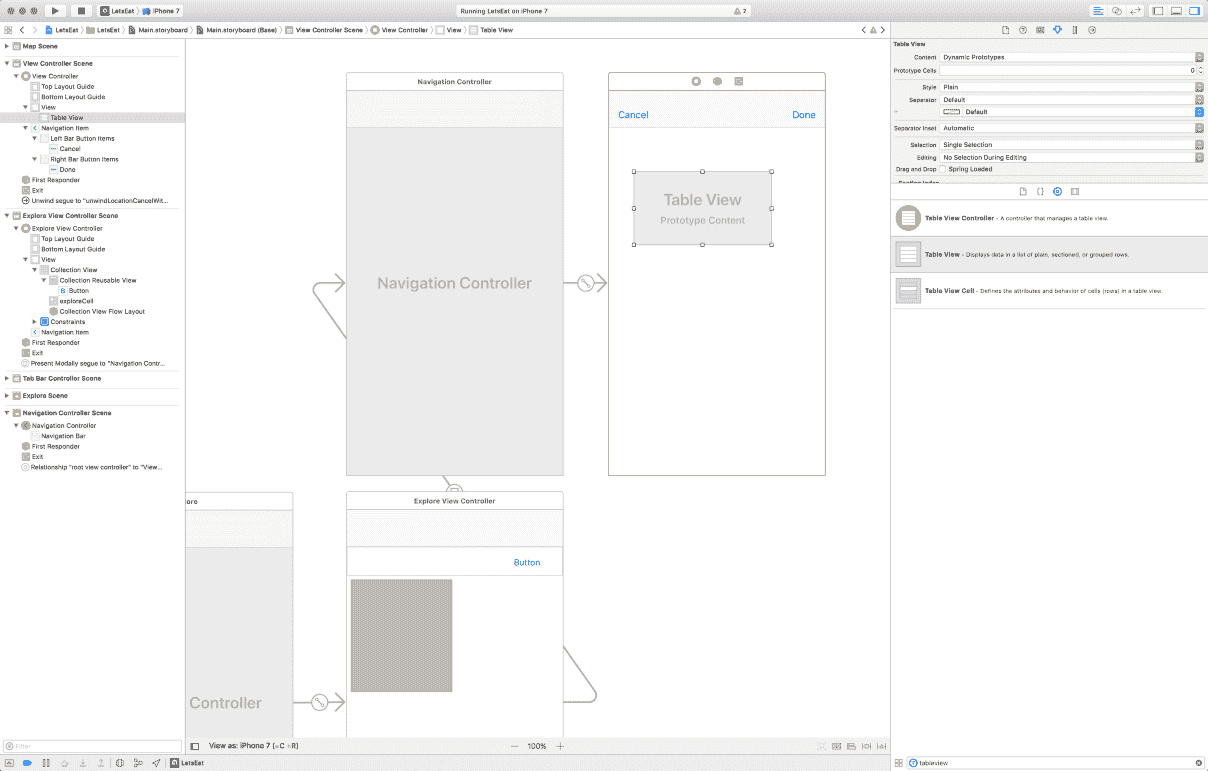 LetsEat iPhone 7
Running LetsEat on iPhone 7
2
LetsEat LetsEat Main.storyboard Main.storyboard (Base) View Controller Scene View Controller View Table View
Map Scene
View Controller Scene
View Controller
Top Layout Guide
Bottom Layout Guide
View
Table View
Navigation Item
Left Bar Button Items
Cancel
Right Bar Button Items
Done
First Responder
Exit
Unwind segue to "unwindLocationCancelWit...
Explore View Controller Scene
Explore View Controller
Top Layout Guide
Bottom Layout Guide
View
Collection View
Collection Reusable View
B Button
exploreCell
Collection View Flow Layout
Constraints
Navigation Item
First Responder
Exit
Present Modally segue to "Navigation Contr...
Tab Bar Controller Scene
Explore Scene
Navigation Controller Scene
Navigation Controller
Navigation Bar
First Responder
Exit
Relationship "root view controller" to "View...
Filter
Navigation Controller
Navigation Controller
Cancel Done
Table View
Prototype Content
ore
Controller
Explore View Controller
Button
View as: iPhone 7
100%
LetsEat
Table View
Content Dynamic Prototypes
Prototype Cells 0
Style Plain
Separator Default
Default
Separator Inset Automatic
Selection Single Selection
Editing No Selection During Editing
Drag and Drop Spring Loaded
Section Index
Table View Controller - A controller that manages a table view.
Table View - Displays data in a list of plain, sectioned, or grouped rows.
Table View Cell - Defines the attributes and behavior of cells (rows) in a table view.
tableview